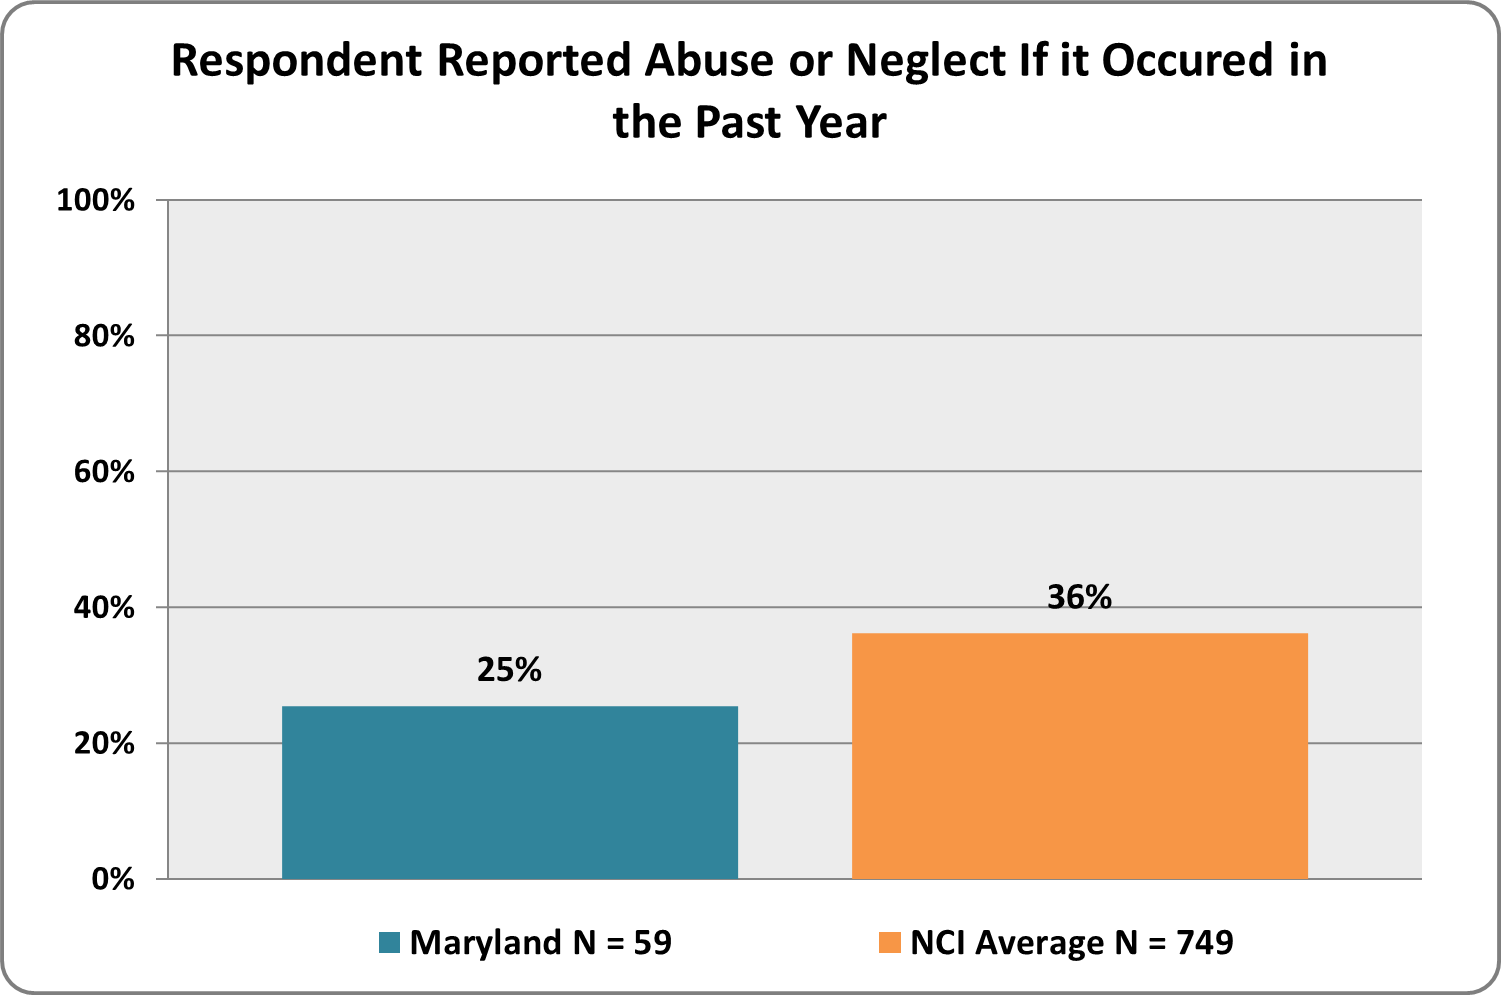 Respondent Reported Abuse or Neglect If it Occured in
the Past Year
100%
80%
60%
40%
20%
0%
25%
36%
Maryland N = 59
NCI Average N = 749